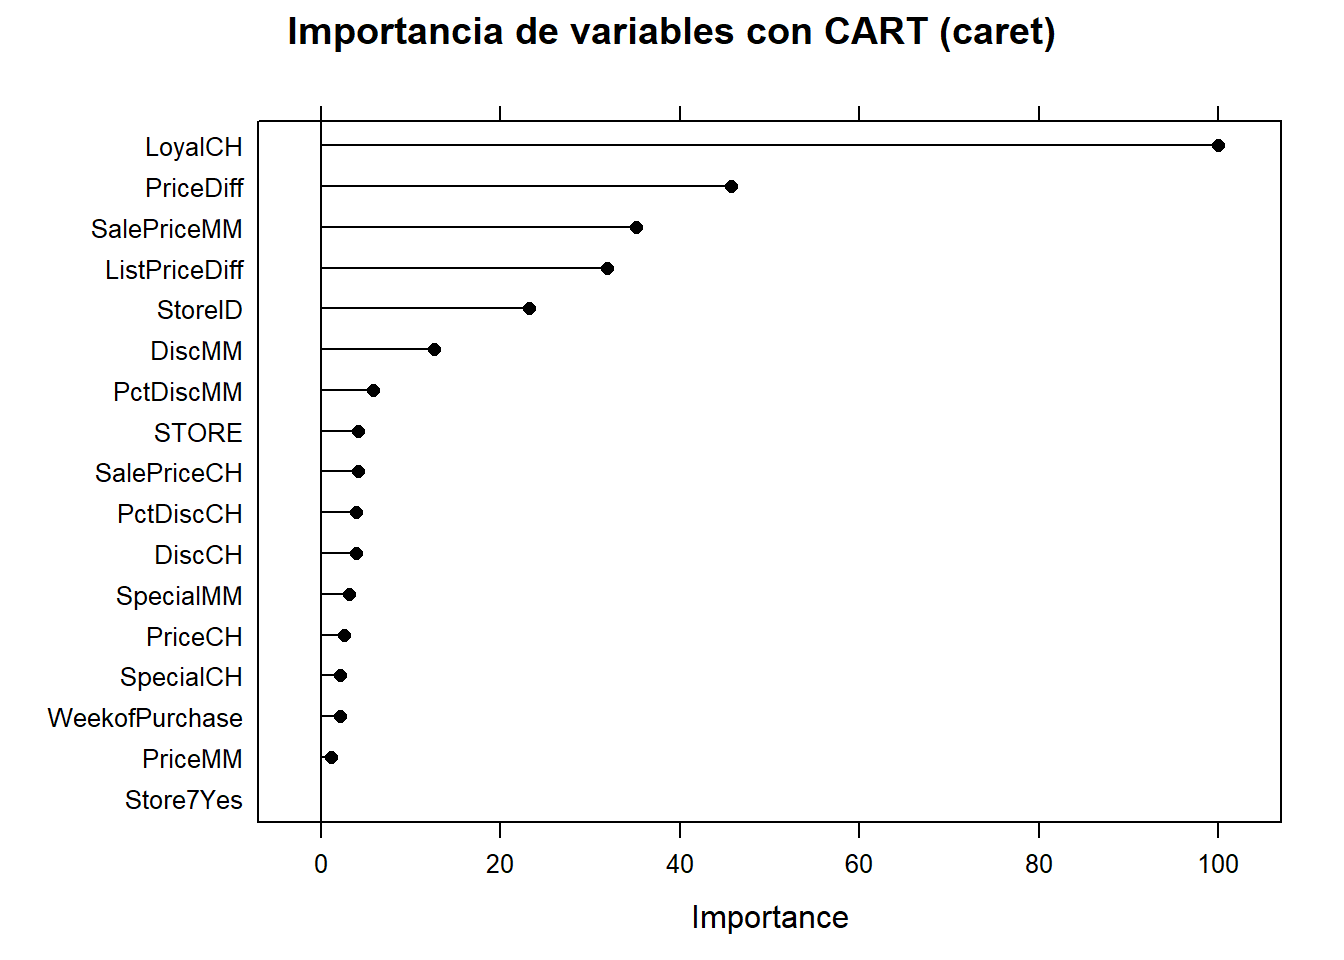 Importancia de variables con CART (caret)
LoyalCH
PriceDiff
SalePriceMM
ListPriceDiff
StoreID
DiscMM
PctDiscMM
STORE
SalePriceCH
PctDiscCH
DiscCH
SpecialMM
PriceCH
SpecialCH
WeekofPurchase
PriceMM
Store7Yes
0 20 40 60 80 100
Importance